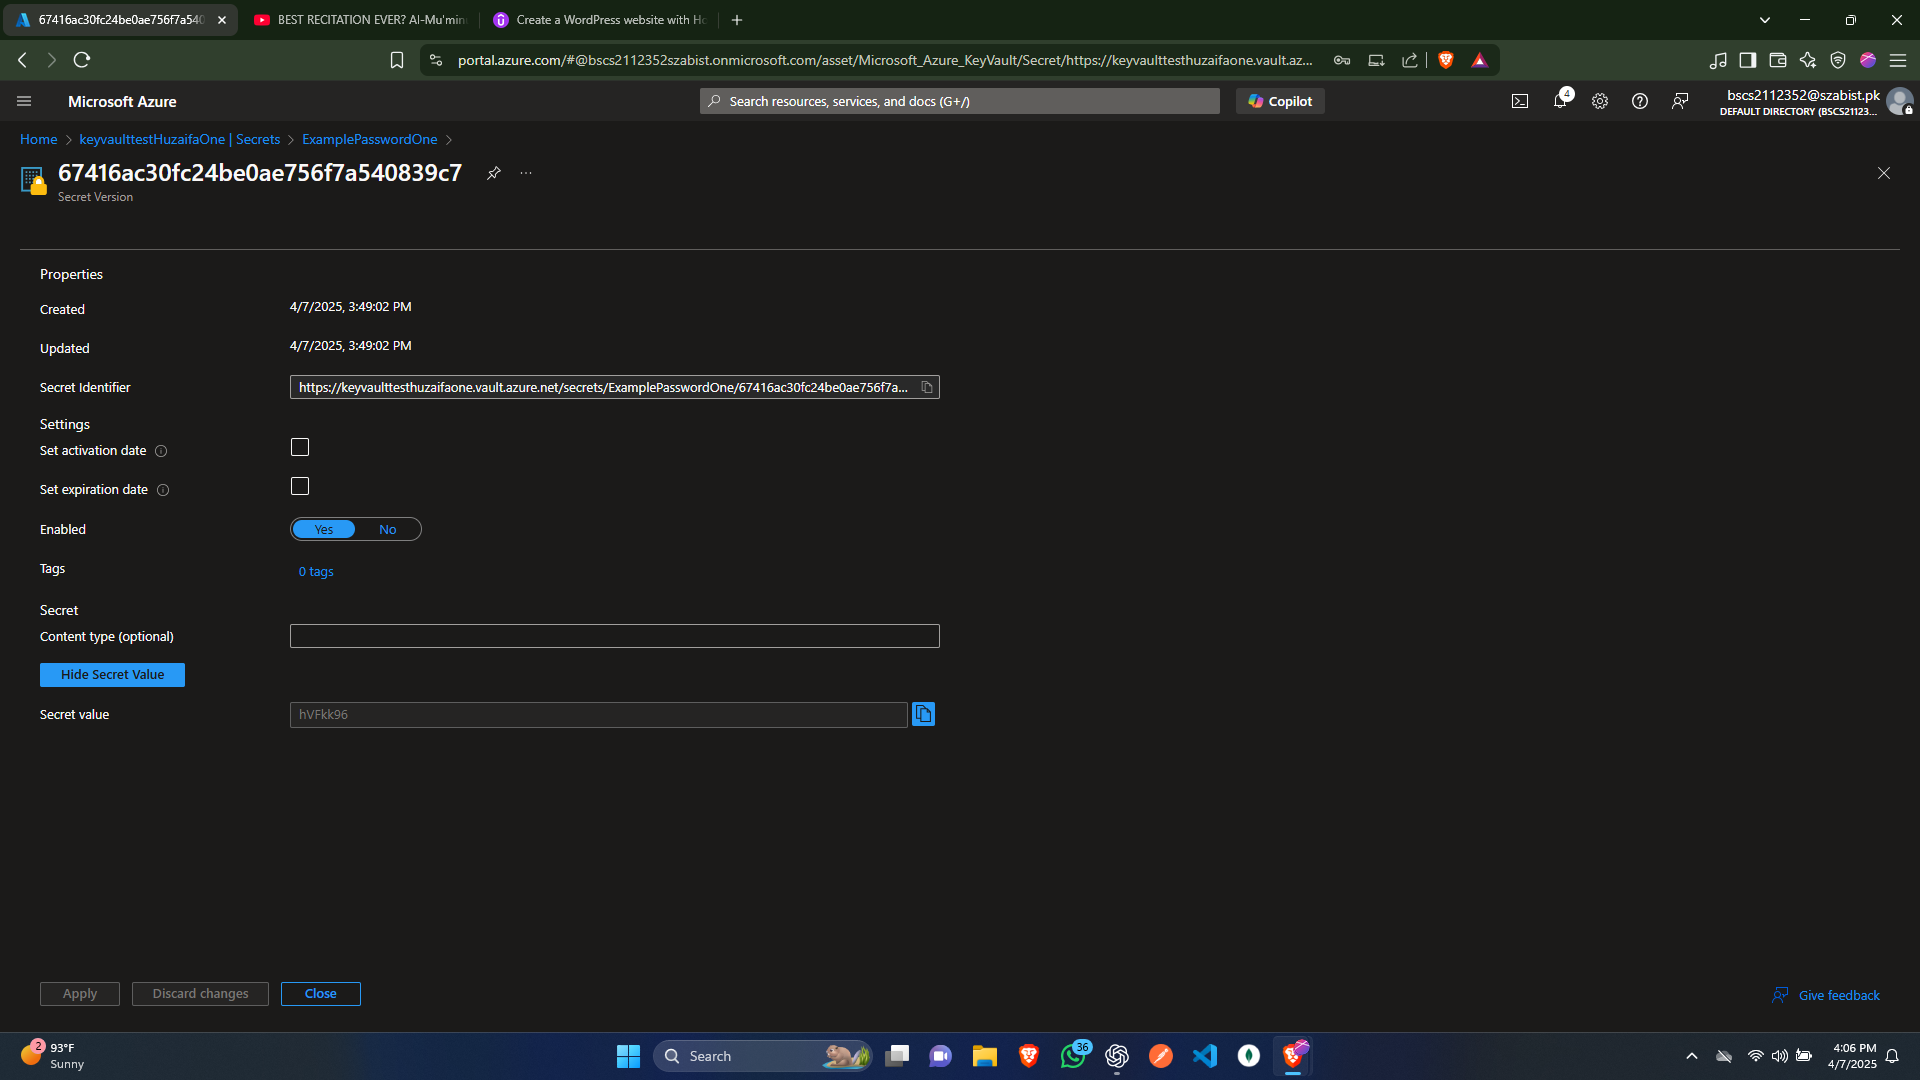 67416ac30fc24be0ae756f7a540
BEST RECITATION EVER? Al-Mu'min
Create a WordPress website with Ho
portal.azure.com/#@bscs2112352szabist.onmicrosoft.com/asset/Microsoft_Azure_KeyVault/Secret/https://keyvaulttesthuzaifaone.vault.az...
Microsoft Azure
Search resources, services, and docs (G+/)
Copilot
4
bscs2112352@szabist.pk
DEFAULT DIRECTORY (BSCS21123...
Home > keyvaulttestHuzaifaOne | Secrets > ExamplePasswordOne >
67416ac30fc24be0ae756f7a540839c7
...
Secret Version
Properties
Created
4/7/2025, 3:49:02 PM
Updated
4/7/2025, 3:49:02 PM
Secret Identifier
https://keyvaulttesthuzaifaone.vault.azure.net/secrets/ExamplePasswordOne/67416ac30fc24be0ae756f7a...
Settings
Set activation date
Set expiration date
Enabled
Yes
No
Tags
0 tags
Secret
Content type (optional)
Hide Secret Value
Secret value
hVFkk96
Apply
Discard changes
Close
Give feedback
2
93°F
Sunny
Search
36
4:06 PM
4/7/2025